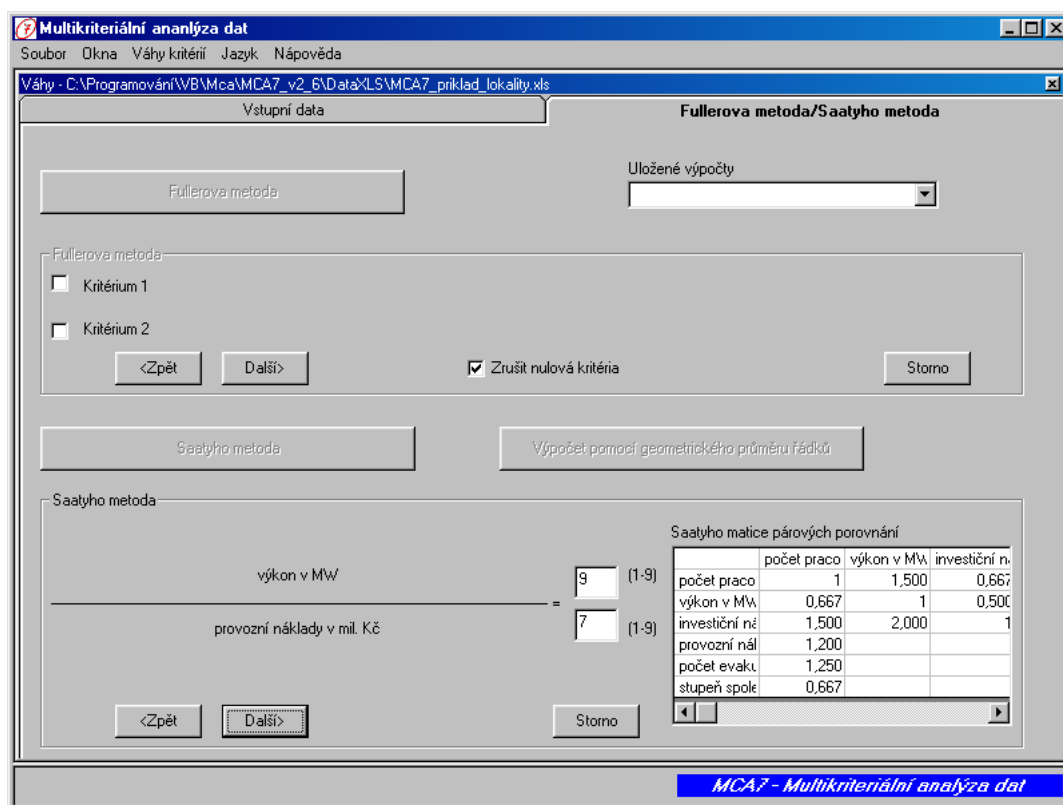 Multikriteriální ananlýza dat
Soubor Okna Váhy kritérií Jazyk Nápověda
Váhy - C:\Programování\VB\Mca\MCA7_v2_6\DataXLS\MCA7_priklad_lokality.xls
Vstupní data Fullerova metoda/Saatyho metoda
Uložené výpočty
Fullerova metoda
Fullerova metoda
Kritérium 1
Kritérium 2
<Zpět Další> Zrušit nulová kritéria Storno
Saatyho metoda Výpočet pomocí geometrického průměru řádků
Saatyho metoda
Saatyho matice párových porovnání
počet praco výkon v MW investiční n
počet praco 1 1,500 0,667
výkon v MW 0,667 1 0,500
investiční ná 1,500 2,000 1
provozní nál 1,200
počet evaku 1,250
stupeň spole 0,667
výkon v MW 9 (1-9)
=
provozní náklady v mil. Kč 7 (1-9)
<Zpět Další> Storno
MCA7 - Multikriteriální analýza dat